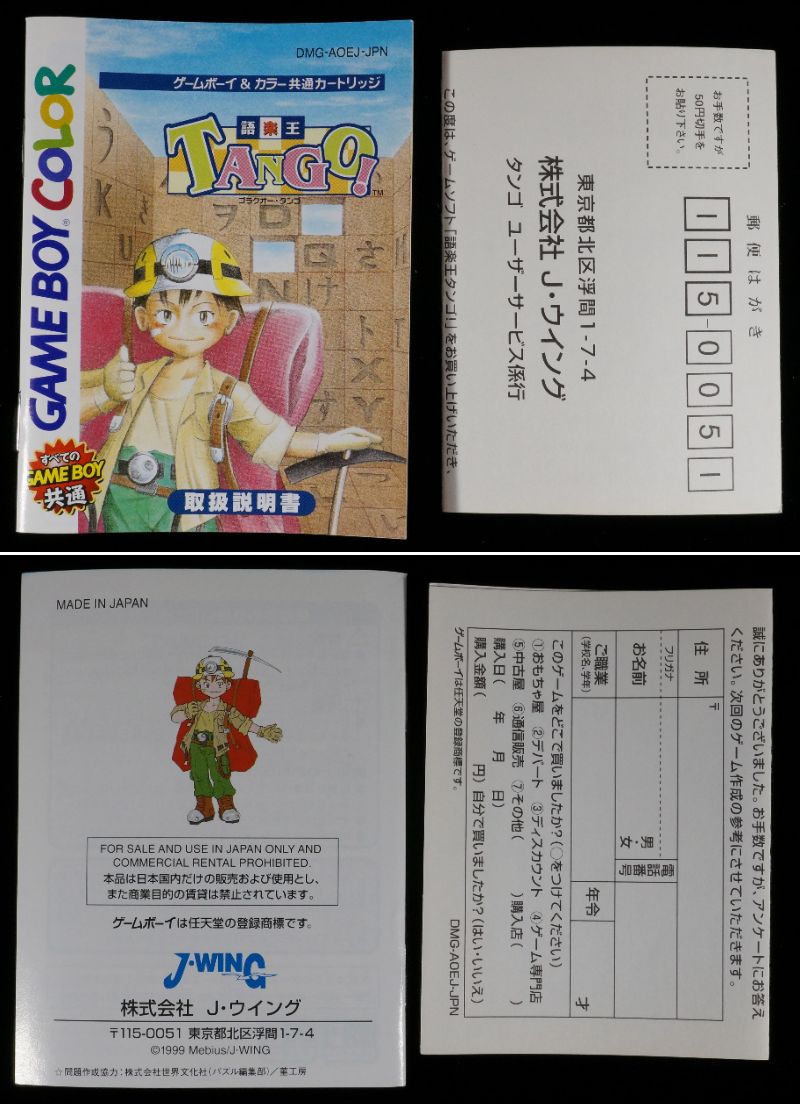 DMG-AOEJ-JPN
ゲームボーイ&カラー共通カートリッジ
語楽王
TANGO!
TM
ゴラクオー・タンゴ
GAME BOY COLOR
®
すべての
GAME BOY
共通
取扱説明書
お手数ですが
50円切手を
お貼り下さい。
郵便はがき
115-0051
東京都北区浮間1-7-4
株式会社 J・ウイング
タンゴ ユーザーサービス係行
この度は、ゲームソフト「語楽王タンゴ!」をお買い上げいただき、
MADE IN JAPAN
FOR SALE AND USE IN JAPAN ONLY AND
COMMERCIAL RENTAL PROHIBITED.
本品は日本国内だけの販売および使用とし、
また商業目的の賃貸は禁止されています。
ゲームボーイは任天堂の登録商標です。
J·WING
株式会社 J・ウイング
〒115-0051 東京都北区浮間1-7-4
©1999 Mebius/J-WING
☆問題作成協力:株式会社世界文化社(パズル編集部)/菫工房
誠にありがとうございました。お手数ですが、アンケートにお答え
ください。次回のゲーム作成の参考にさせていただきます。
住所
〒
フリガナ
お名前
男・女
電話番号
ご職業
(学校名、学年)
年令
才
このゲームをどこで買いましたか?(○をつけてください)
①おもちゃ屋 ②デパート ③ディスカウント ④ゲーム専門店
⑤中古屋 ⑥通信販売 ⑦その他( )購入店( )
購入日( 年 月 日)
購入金額( 円)自分で買いましたか?(はい・いいえ)
ゲームボーイは任天堂の登録商標です。
DMG-AOEJ-JPN